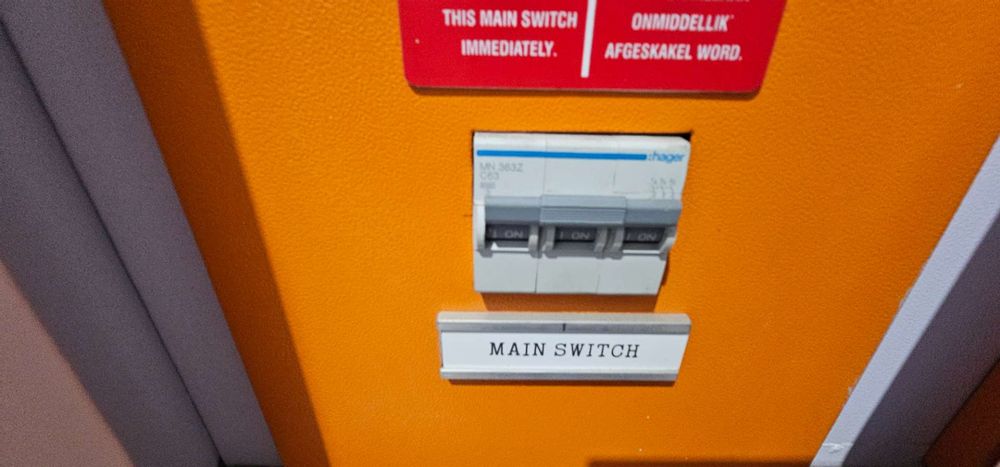 THIS MAIN SWITCH
IMMEDIATELY.
ONMIDDELLIK
AFGESKAKEL WORD.
:hager
MN 363Z
C63
I ON
I ON
I ON
MAIN SWITCH